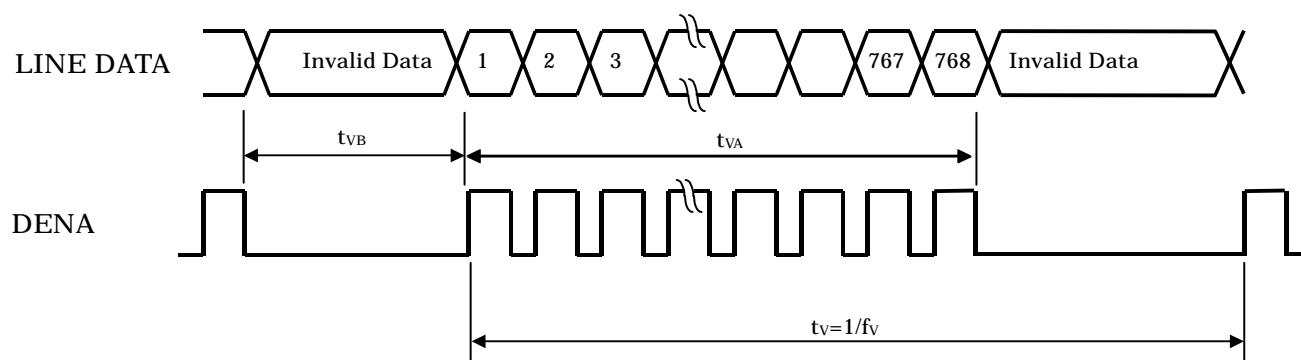 LINE DATA Invalid Data 1 2 3 767 768 Invalid Data
tVB tVA
DENA
tV=1/fV